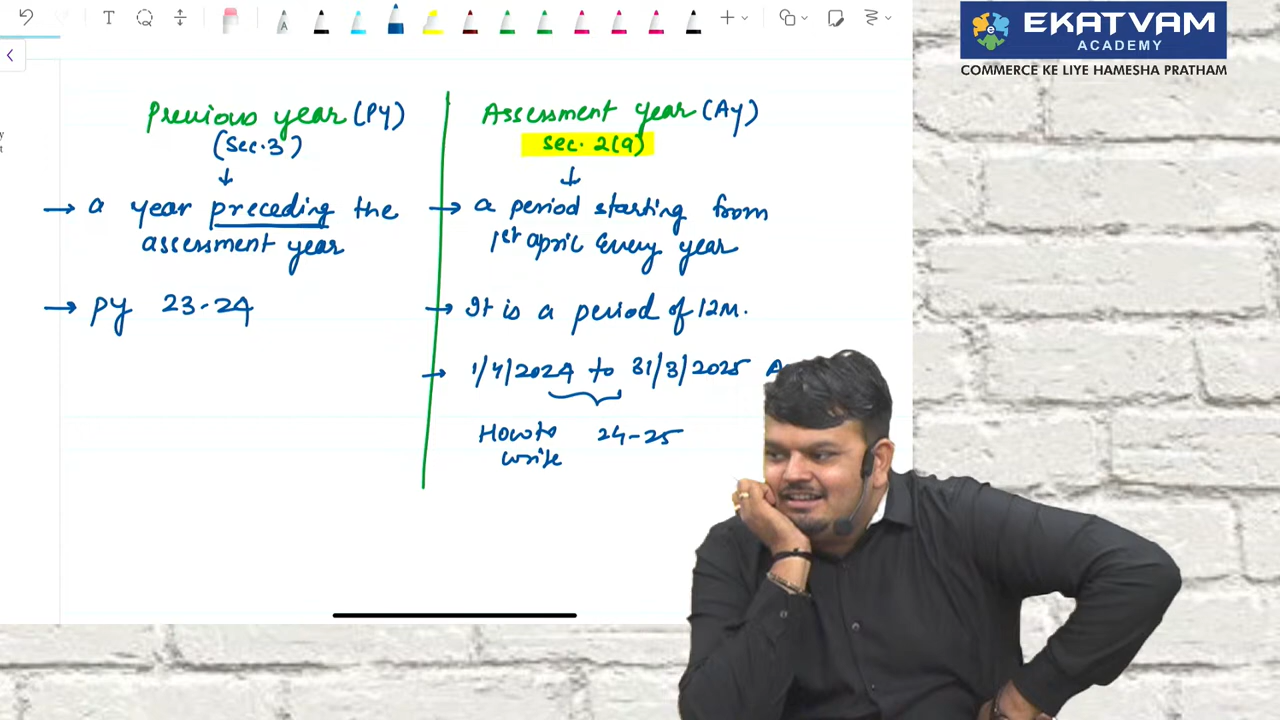 EKATVAM
ACADEMY
COMMERCE KE LIYE HAMESHA PRATHAM
Previous year (PY)
(Sec.3)
→ a year preceding the
assessment year
→ PY 23-24
Assessment year (AY)
Sec. 2(9)
→ a period starting from
1st april Every year
→ It is a period of 12M.
→ 1/4/2024 to 31/3/2025 A
How to 24-25
write